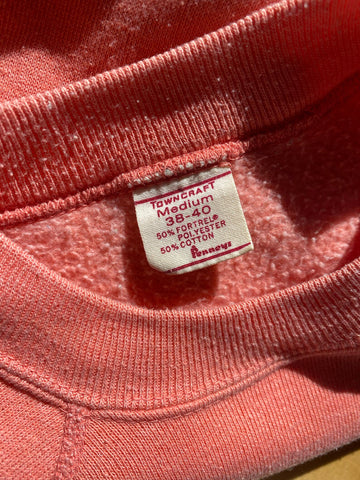 TOWNCRAFT
Medium
38-40
50% FORTREL®
POLYESTER
50% COTTON
Penneys